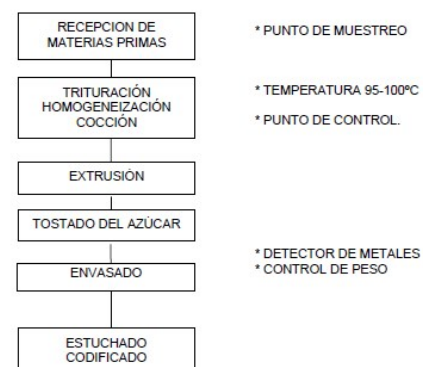 RECEPCION DE
MATERIAS PRIMAS
* PUNTO DE MUESTREO
TRITURACIÓN
HOMOGENEIZACIÓN
COCCIÓN
* TEMPERATURA 95-100ºC
* PUNTO DE CONTROL.
EXTRUSIÓN
TOSTADO DEL AZÚCAR
ENVASADO
* DETECTOR DE METALES
* CONTROL DE PESO
ESTUCHADO
CODIFICADO